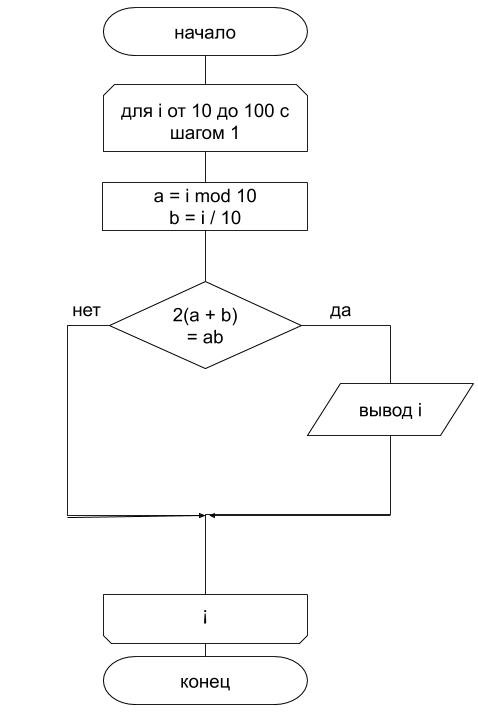 начало
для i от 10 до 100 с
шагом 1
a = i mod 10
b = i / 10
2(a + b)
= ab
нет
да
вывод i
i
конец